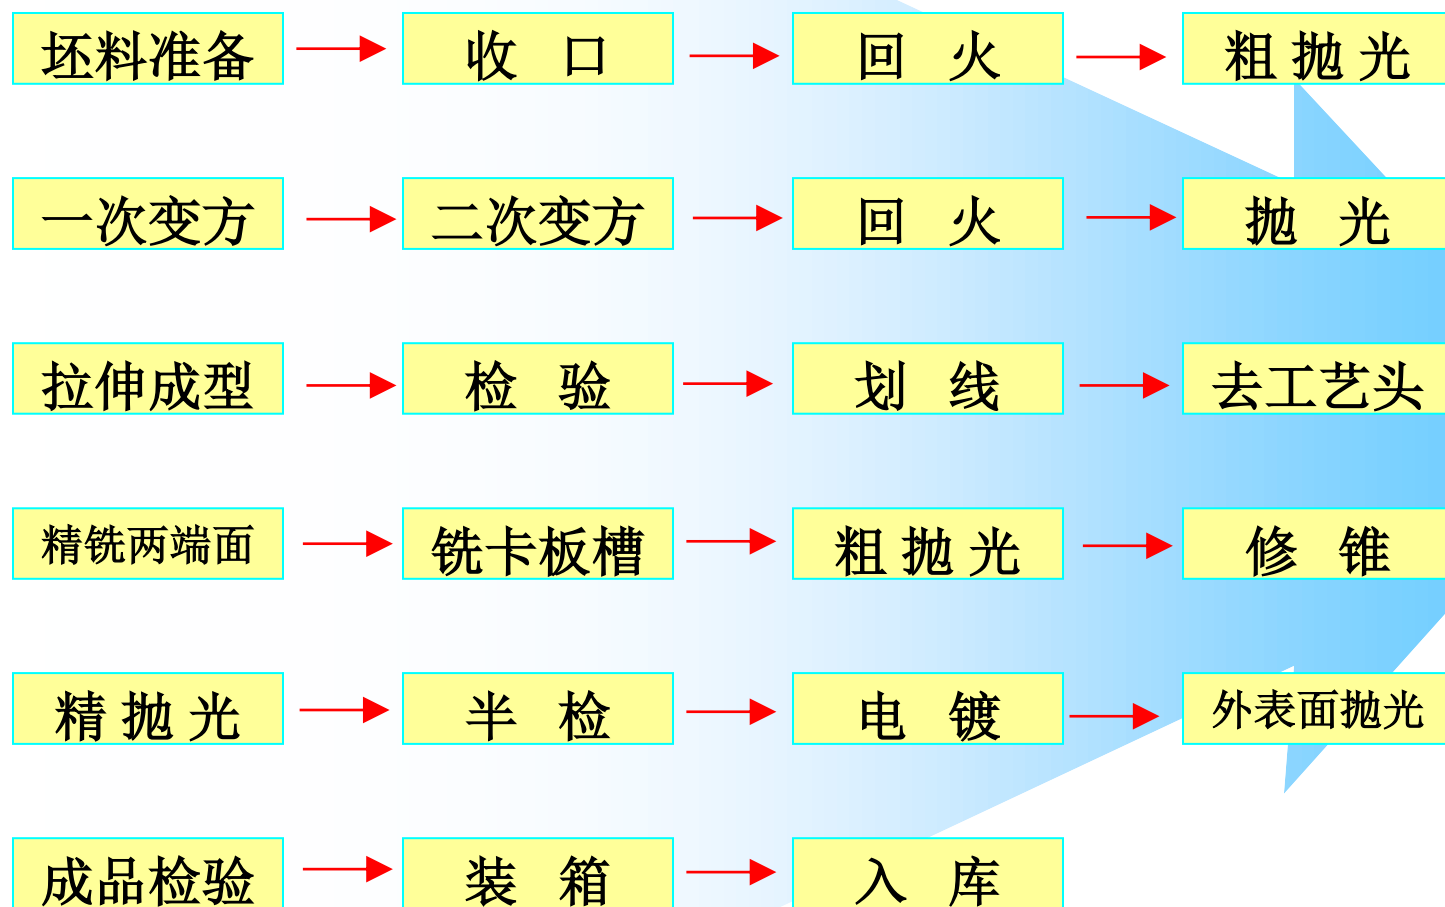 坯料准备 收 口 回 火 粗 抛 光
一次变方 二次变方 回 火 抛 光
拉伸成型 检 验 划 线 去工艺头
精铣两端面 铣卡板槽 粗 抛 光 修 锥
精 抛 光 半 检 电 镀 外表面抛光
成品检验 装 箱 入 库